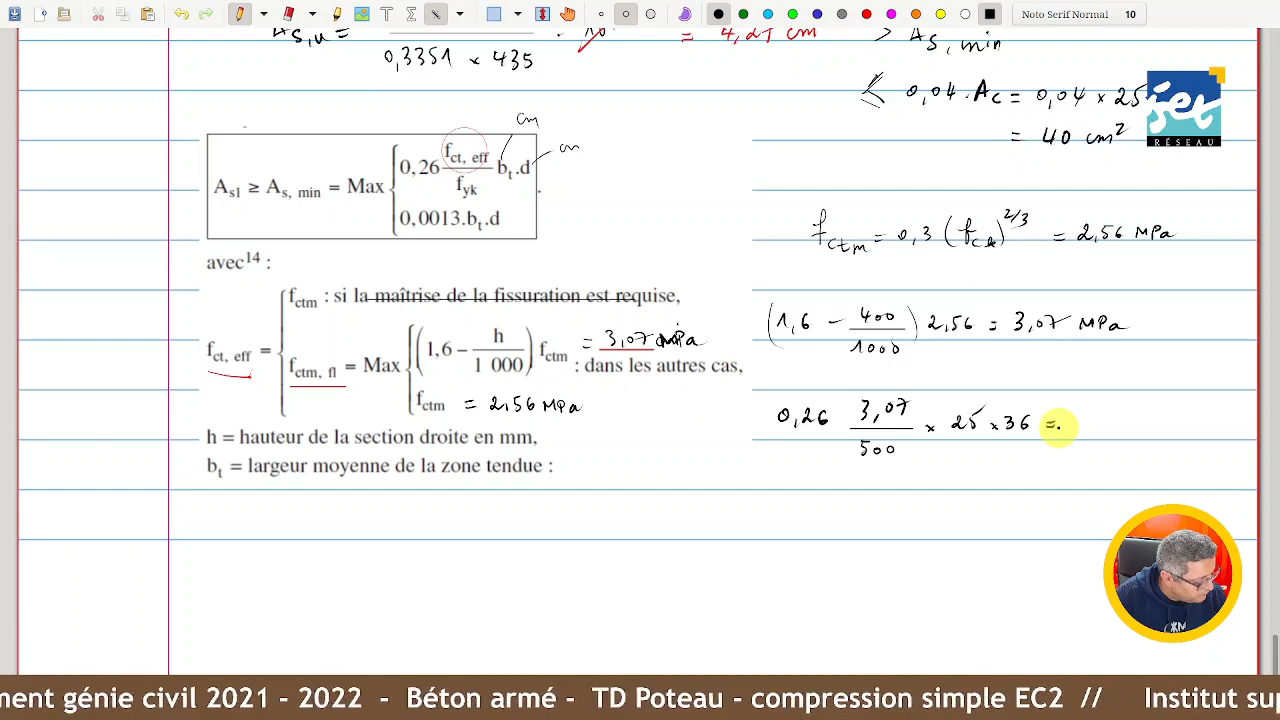 Noto Serif Normal 10
As,u =
0,3351 × 435
= 4,21 cm
> As, min
≤ 0,04 . Ac = 0,04 × 25
= 40 cm²
iset
RÉSEAU
cm
cm
As1 ≥ As, min = Max { 0,26 fct, eff / fyk bt.d
0,0013.bt.d
.
avec14 :
fctm = 0,3 (fck)^2/3 = 2,56 MPa
fct, eff = { fctm : si la maîtrise de la fissuration est requise,
fctm, fl = Max { (1,6 – h / 1 000) fctm = 3,07 MPa : dans les autres cas,
fctm = 2,56 MPa
(1,6 – 400 / 1000) 2,56 = 3,07 MPa
0,26 3,07 / 500 × 25 × 36 =
h = hauteur de la section droite en mm,
bt = largeur moyenne de la zone tendue :
ment génie civil 2021 - 2022 - Béton armé - TD Poteau - compression simple EC2 // Institut sup